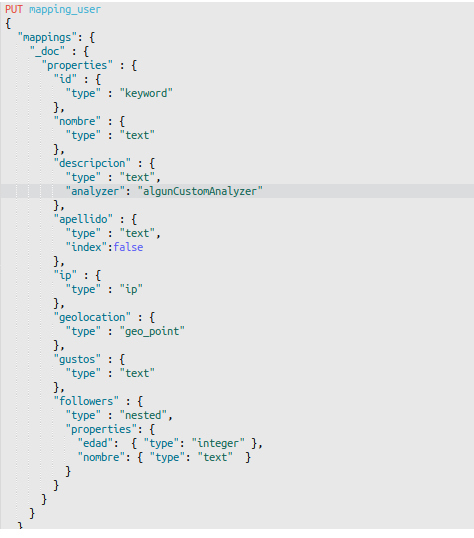 PUT mapping_user
{
  "mappings": {
    "_doc" : {
      "properties" : {
        "id" : {
          "type" : "keyword"
        },
        "nombre" : {
          "type" : "text"
        },
        "descripcion" : {
          "type" : "text",
          "analyzer": "algunCustomAnalyzer"
        },
        "apellido" : {
          "type" : "text",
          "index":false
        },
        "ip" : {
          "type" : "ip"
        },
        "geolocation" : {
          "type" : "geo_point"
        },
        "gustos" : {
          "type" : "text"
        },
        "followers" : {
          "type" : "nested",
          "properties": {
            "edad":  { "type": "integer" },
            "nombre": { "type": "text"  }
          }
        }
      }
    }
  }